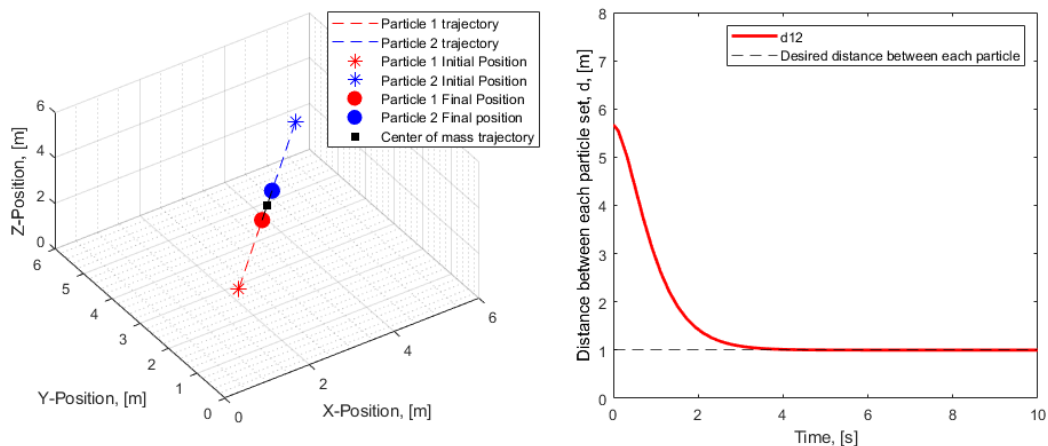 Particle 1 trajectory
Particle 2 trajectory
Particle 1 Initial Position
Particle 2 Initial Position
Particle 1 Final Position
Particle 2 Final position
Center of mass trajectory
Z-Position, [m]
6
4
2
0
6
5
4
3
2
1
0
Y-Position, [m]
0
2
4
6
X-Position, [m]
d12
Desired distance between each particle
Distance between each particle set, d, [m]
8
7
6
5
4
3
2
1
0
0
2
4
6
8
10
Time, [s]